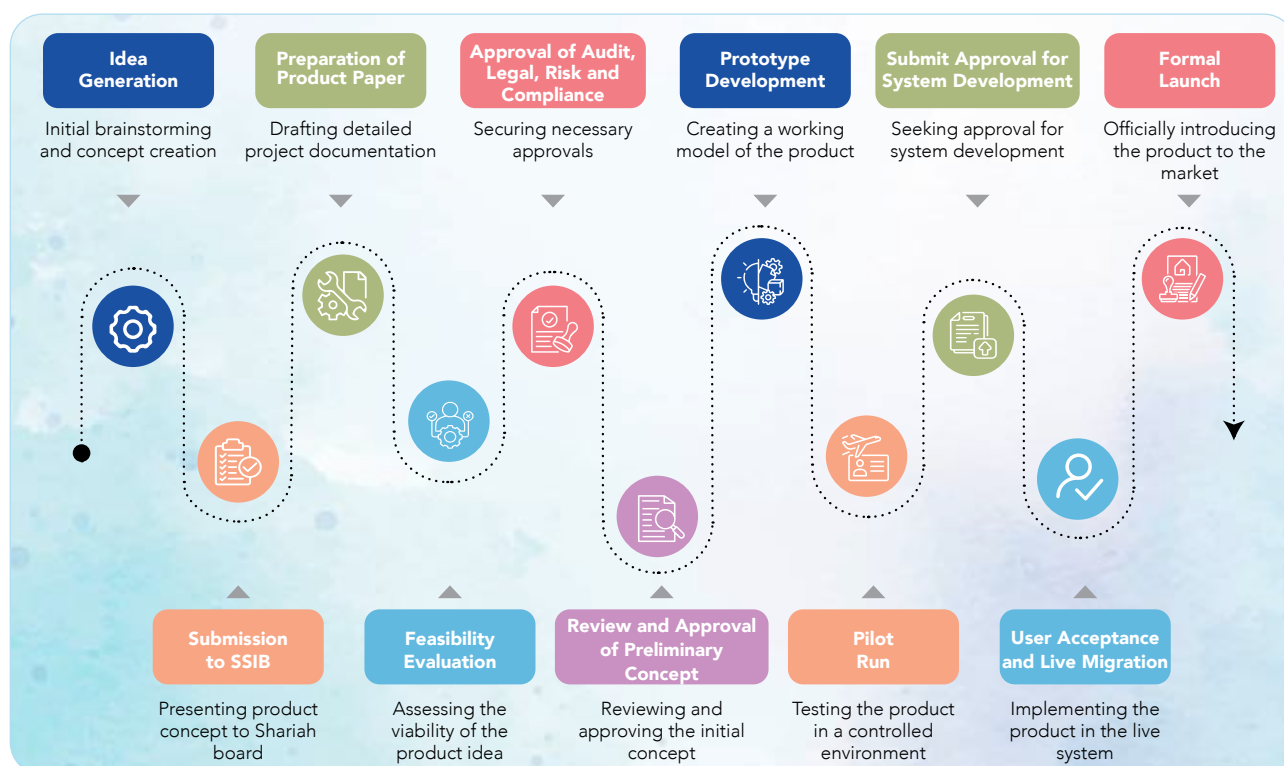 Idea
Generation
Initial brainstorming
and concept creation
Preparation of
Product Paper
Drafting detailed
project documentation
Approval of Audit,
Legal, Risk and
Compliance
Securing necessary
approvals
Prototype
Development
Creating a working
model of the product
Submit Approval for
System Development
Seeking approval for
system development
Formal
Launch
Officially introducing
the product to the
market
Submission
to SSIB
Presenting product
concept to Shariah
board
Feasibility
Evaluation
Assessing the
viability of the
product idea
Review and Approval
of Preliminary
Concept
Reviewing and
approving the initial
concept
Pilot
Run
Testing the product
in a controlled
environment
User Acceptance
and Live Migration
Implementing the
product in the live
system